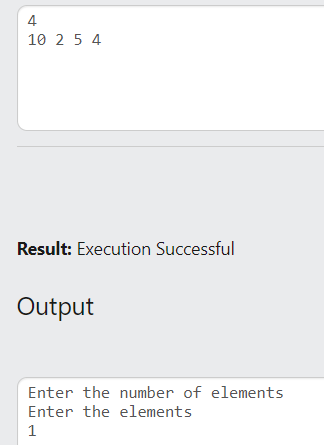 4
10 2 5 4
Result: Execution Successful
Output
Enter the number of elements
Enter the elements
1